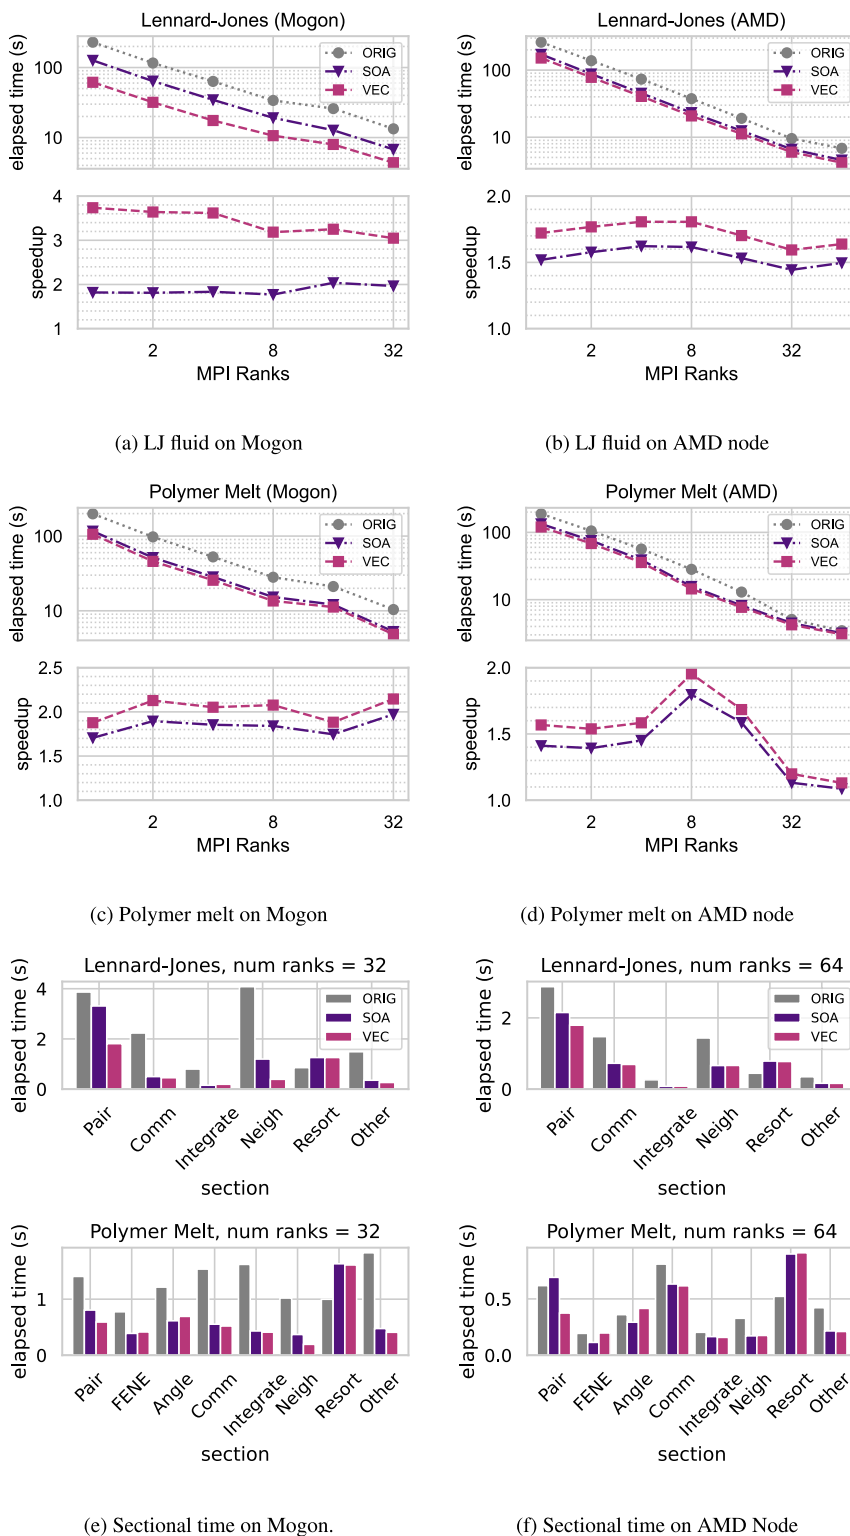 Lennard-Jones (Mogon)
elapsed time (s)
100
10
ORIG
SOA
VEC
speedup
4
3
2
1
2
8
32
MPI Ranks
(a) LJ fluid on Mogon
Lennard-Jones (AMD)
elapsed time (s)
100
10
ORIG
SOA
VEC
speedup
2.0
1.5
1.0
2
8
32
MPI Ranks
(b) LJ fluid on AMD node
Polymer Melt (Mogon)
elapsed time (s)
100
10
ORIG
SOA
VEC
speedup
2.5
2.0
1.5
1.0
2
8
32
MPI Ranks
(c) Polymer melt on Mogon
Polymer Melt (AMD)
elapsed time (s)
100
10
ORIG
SOA
VEC
speedup
2.0
1.5
1.0
2
8
32
MPI Ranks
(d) Polymer melt on AMD node
Lennard-Jones, num ranks = 32
elapsed time (s)
4
2
0
ORIG
SOA
VEC
Pair
Comm
Integrate
Neigh
Resort
Other
section
Lennard-Jones, num ranks = 64
elapsed time (s)
2
0
ORIG
SOA
VEC
Pair
Comm
Integrate
Neigh
Resort
Other
section
Polymer Melt, num ranks = 32
elapsed time (s)
1
0
Pair
FENE
Angle
Comm
Integrate
Neigh
Resort
Other
section
Polymer Melt, num ranks = 64
elapsed time (s)
0.5
0.0
Pair
FENE
Angle
Comm
Integrate
Neigh
Resort
Other
section
(e) Sectional time on Mogon.
(f) Sectional time on AMD Node